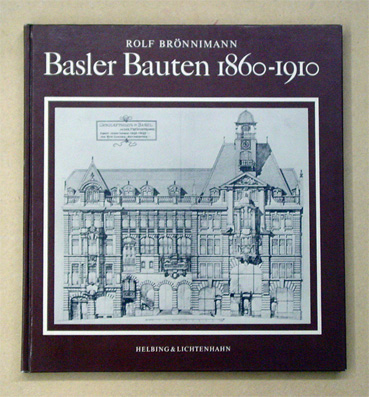 ROLF BRÖNNIMANN
Basler Bauten 1860-1910
HELBING & LICHTENHAHN